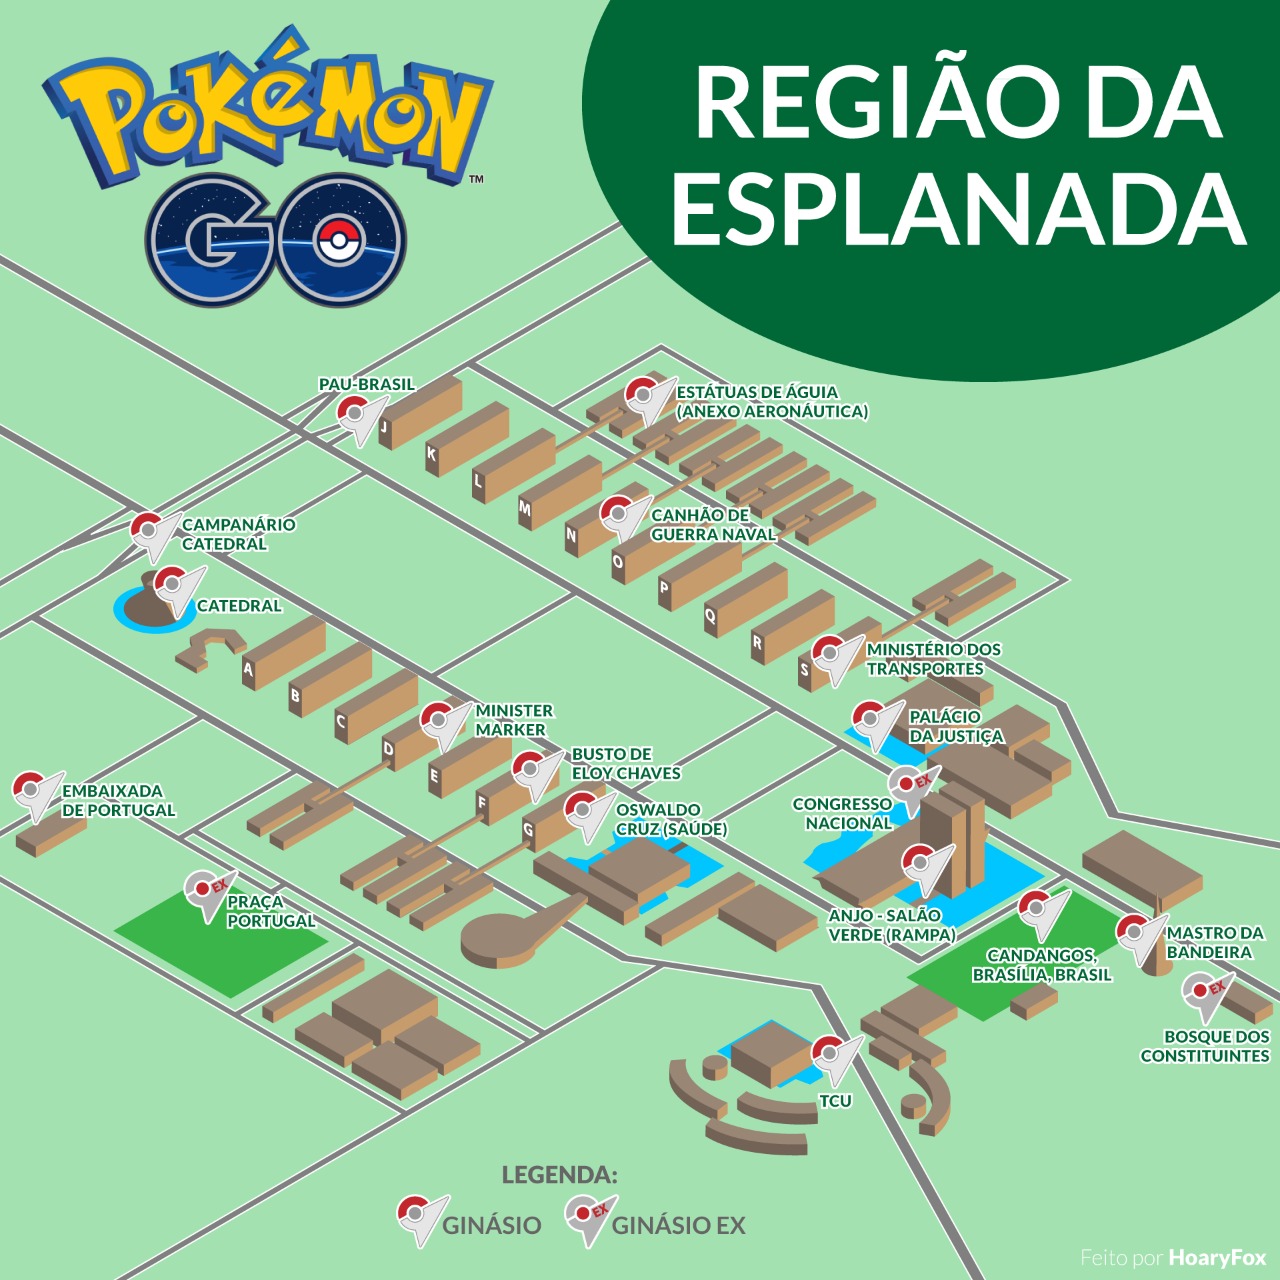 POKÉMON
TM
GO
REGIÃO DA
ESPLANADA
PAU-BRASIL
ESTÁTUAS DE ÁGUIA
(ANEXO AERONÁUTICA)
J
K
L
M
N
O
P
Q
R
S
CANHÃO DE
GUERRA NAVAL
CAMPANÁRIO
CATEDRAL
CATEDRAL
A
B
C
D
E
F
G
MINISTÉRIO DOS
TRANSPORTES
MINISTER
MARKER
PALÁCIO
DA JUSTIÇA
BUSTO DE
ELOY CHAVES
EMBAIXADA
DE PORTUGAL
OSWALDO
CRUZ (SAÚDE)
EX
CONGRESSO
NACIONAL
EX
PRAÇA
PORTUGAL
ANJO - SALÃO
VERDE (RAMPA)
CANDANGOS,
BRASÍLIA, BRASIL
MASTRO DA
BANDEIRA
EX
BOSQUE DOS
CONSTITUINTES
TCU
LEGENDA:
GINÁSIO
EX
GINÁSIO EX
Feito por HoaryFox